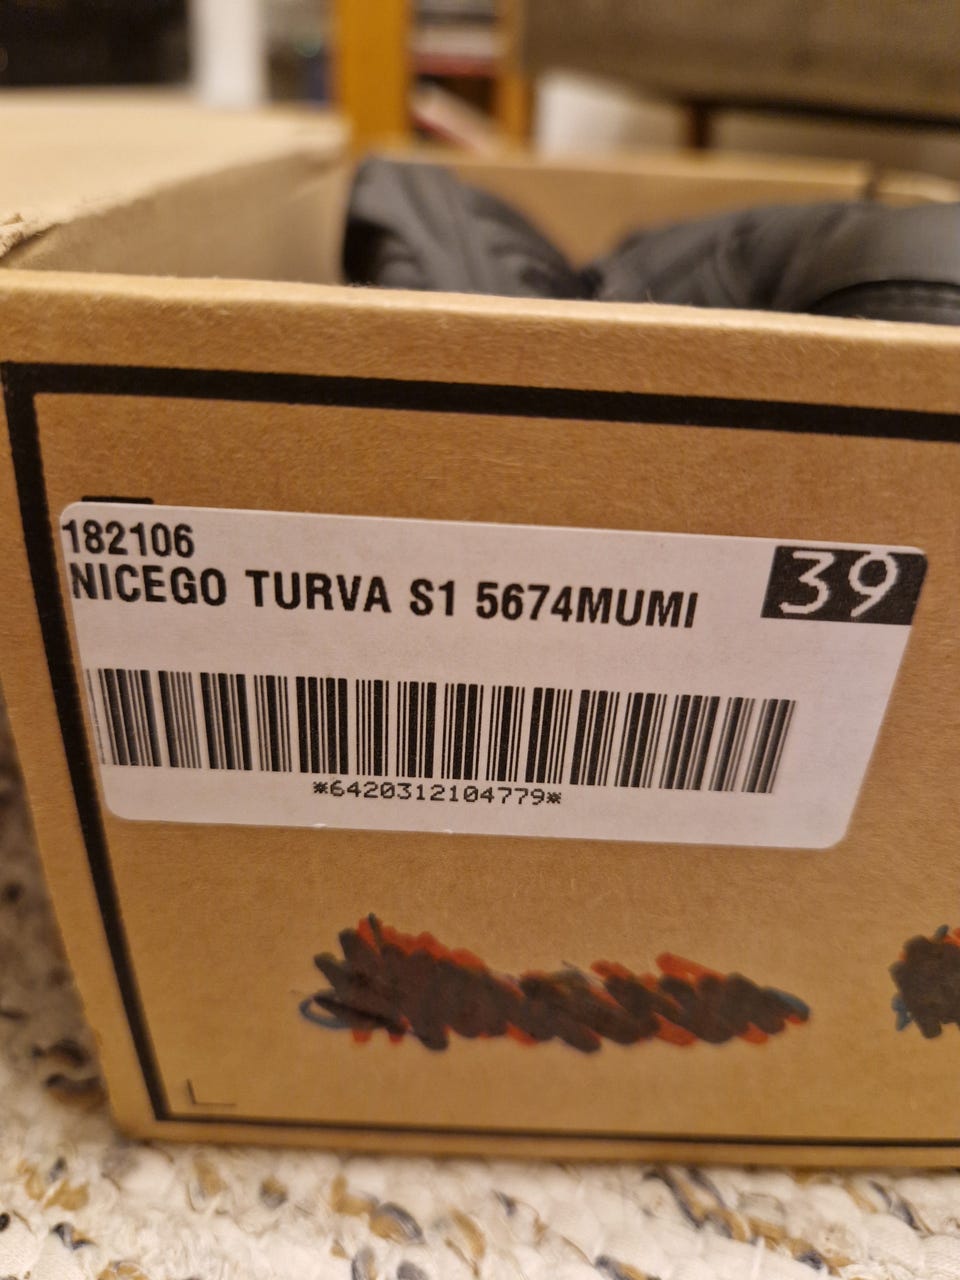 182106
NICEGO TURVA S1 5674MUMI
39
*6420312104779*